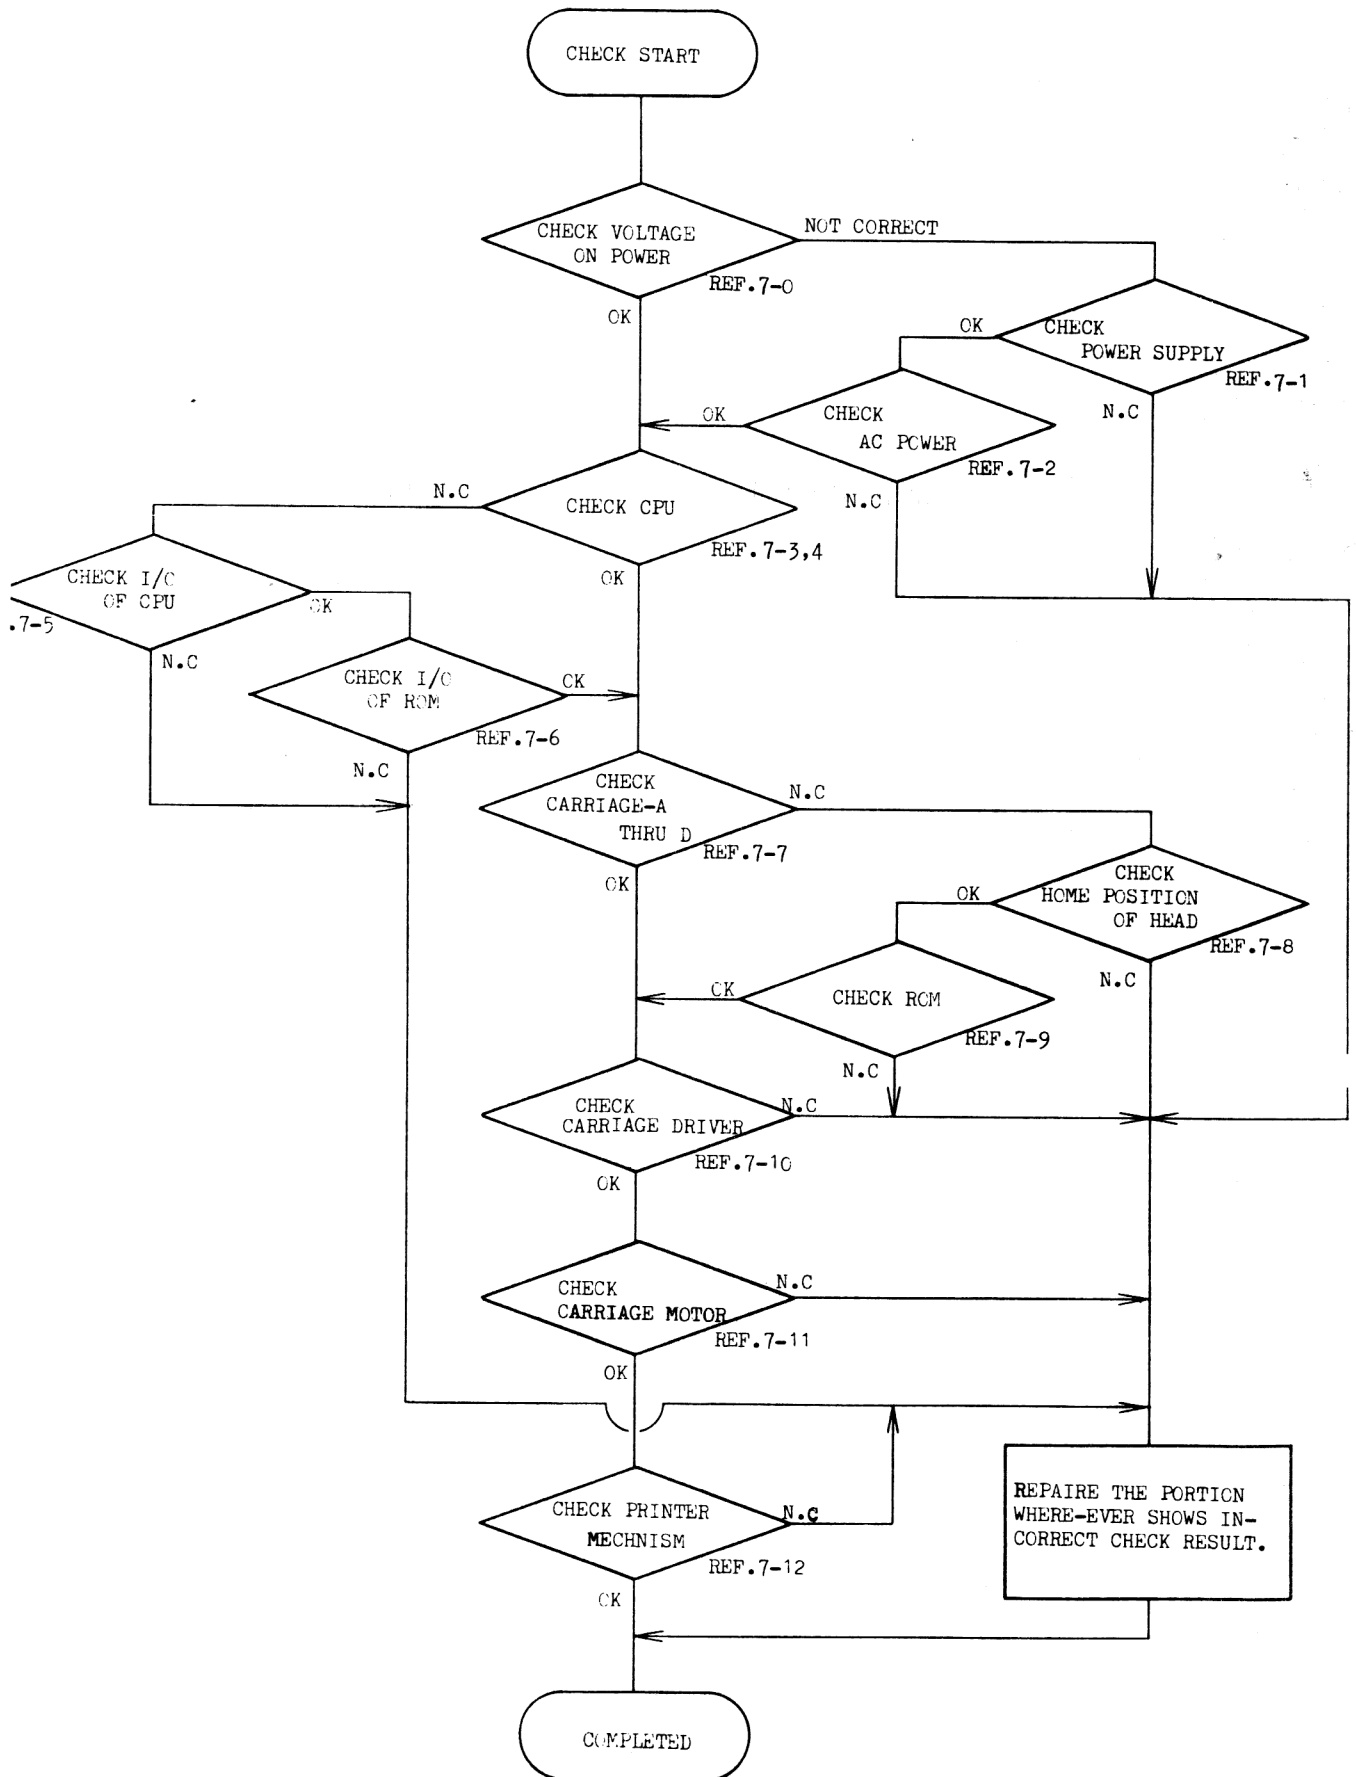 CHECK START
CHECK VOLTAGE
ON POWER
NOT CORRECT
REF.7-0
OK
CHECK
POWER SUPPLY
OK
REF.7-1
N.C
CHECK
AC POWER
OK
REF.7-2
N.C
CHECK CPU
N.C
REF.7-3,4
OK
CHECK I/O
OF CPU
OK
.7-5
N.C
CHECK I/O
OF ROM
OK
REF.7-6
N.C
CHECK
CARRIAGE-A
THRU D
N.C
REF.7-7
OK
CHECK
HOME POSITION
OF HEAD
OK
REF.7-8
N.C
CHECK ROM
OK
REF.7-9
N.C
CHECK
CARRIAGE DRIVER
N.C
REF.7-10
OK
CHECK
CARRIAGE MOTOR
N.C
REF.7-11
OK
CHECK PRINTER
MECHNISM
N.C
REF.7-12
OK
REPAIRE THE PORTION
WHERE-EVER SHOWS IN-
CORRECT CHECK RESULT.
COMPLETED